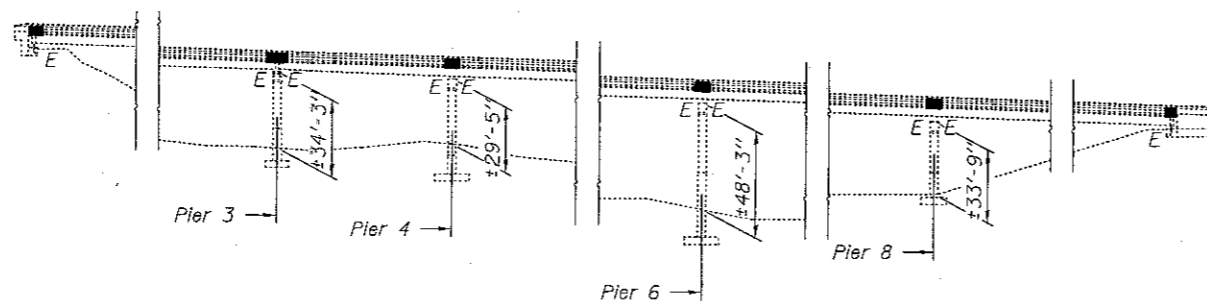 E
E E
±34'-3"
E E
±29'-5"
E E
±48'-3"
E E
±33'-9"
E
Pier 3
Pier 4
Pier 6
Pier 8